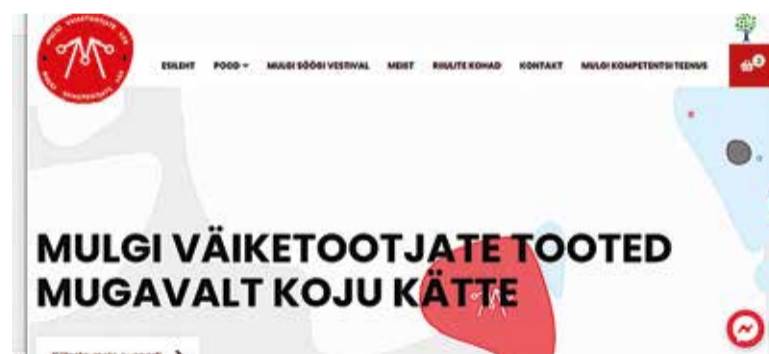 ESILEHT POOD MULGI SÖÖGI VESTIVAL MEIST RIIULITE KOHAD KONTAKT MULGI KOMPETENTSI TEENUS
MULGI VÄIKETOOTJATE TOOTED
MUGAVALT KOJU KÄTTE